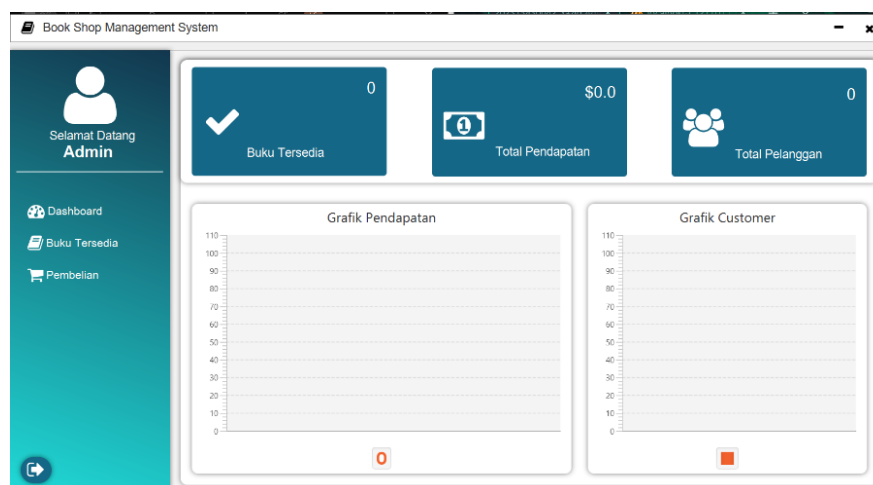 Book Shop Management System
Selamat Datang
Admin
Dashboard
Buku Tersedia
Pembelian
0
Buku Tersedia
$0.0
1
Total Pendapatan
0
Total Pelanggan
Grafik Pendapatan
110
100
90
80
70
60
50
40
30
20
10
0
Grafik Customer
110
100
90
80
70
60
50
40
30
20
10
0